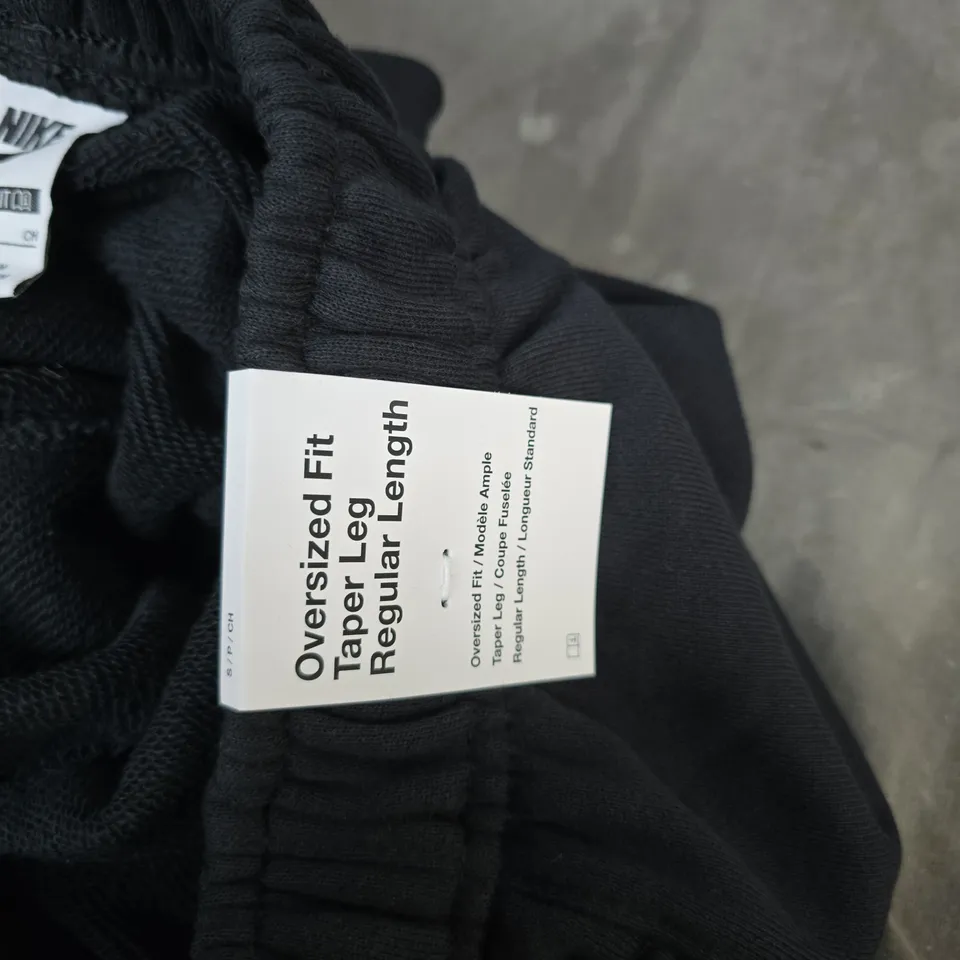 NIKE
CH
S / P / CH
Oversized Fit
Taper Leg
Regular Length
Oversized Fit / Modèle Ample
Taper Leg / Coupe Fuselée
Regular Length / Longueur Standard